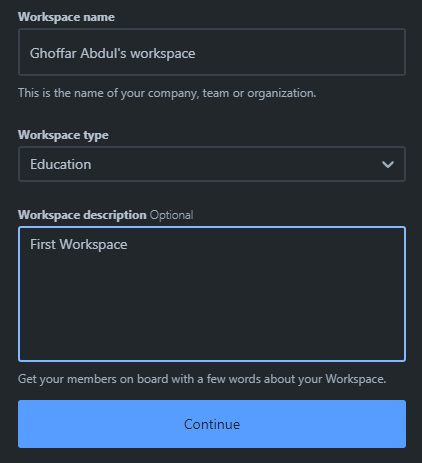 Workspace name
Ghoffar Abdul's workspace
This is the name of your company, team or organization.
Workspace type
Education
Workspace description Optional
First Workspace
Get your members on board with a few words about your Workspace.
Continue